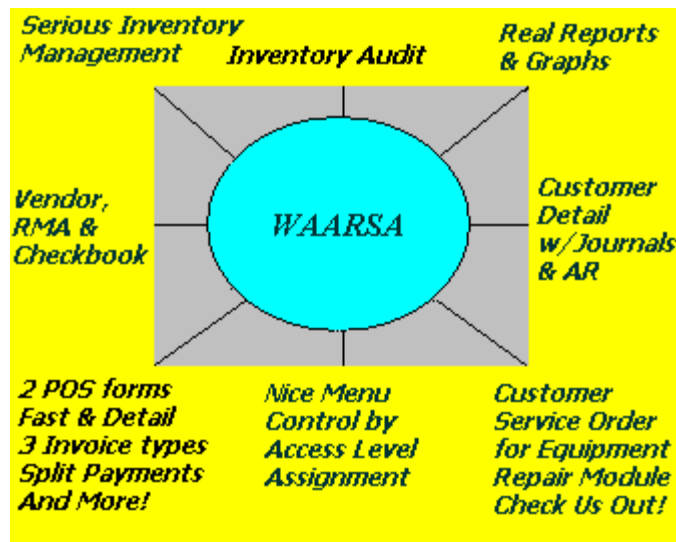 Serious Inventory
Management
Inventory Audit
Real Reports
& Graphs
Vendor,
RMA &
Checkbook
WAARSA
Customer
Detail
w/Journals
& AR
2 POS forms
Fast & Detail
3 Invoice types
Split Payments
And More!
Nice Menu
Control by
Access Level
Assignment
Customer
Service Order
for Equipment
Repair Module
Check Us Out!